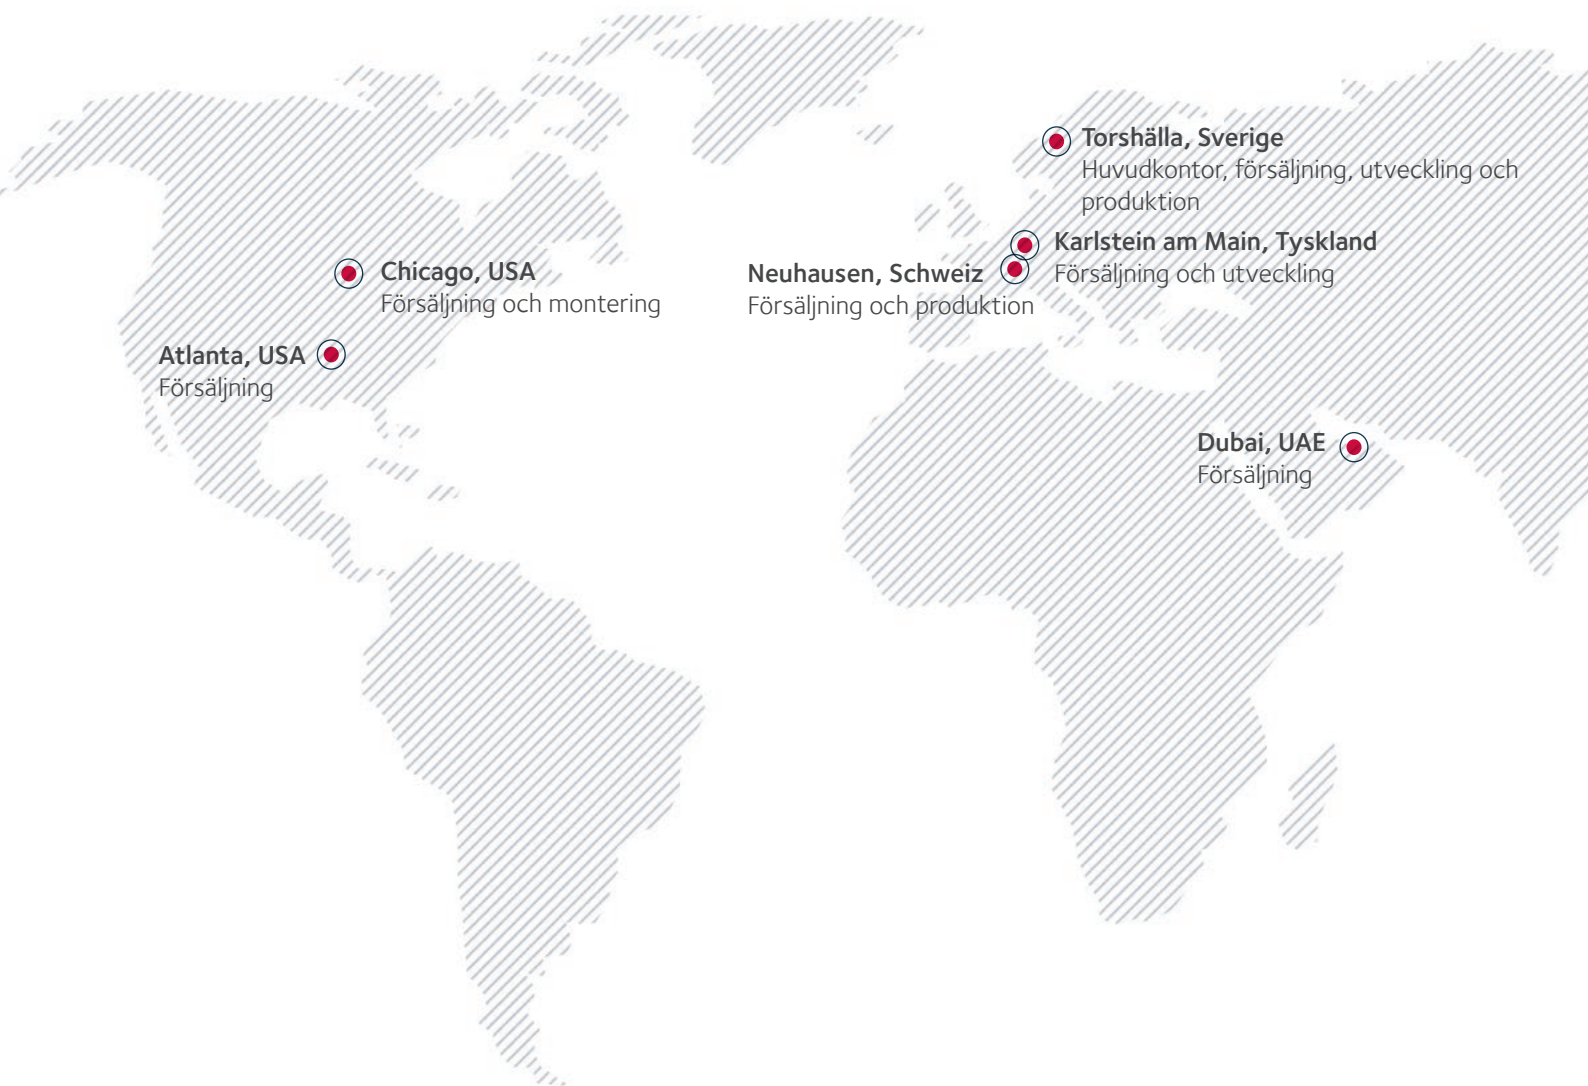 Torshälla, Sverige
Huvudkontor, försäljning, utveckling och
produktion
Karlstein am Main, Tyskland
Försäljning och utveckling
Neuhausen, Schweiz
Försäljning och produktion
Chicago, USA
Försäljning och montering
Atlanta, USA
Försäljning
Dubai, UAE
Försäljning